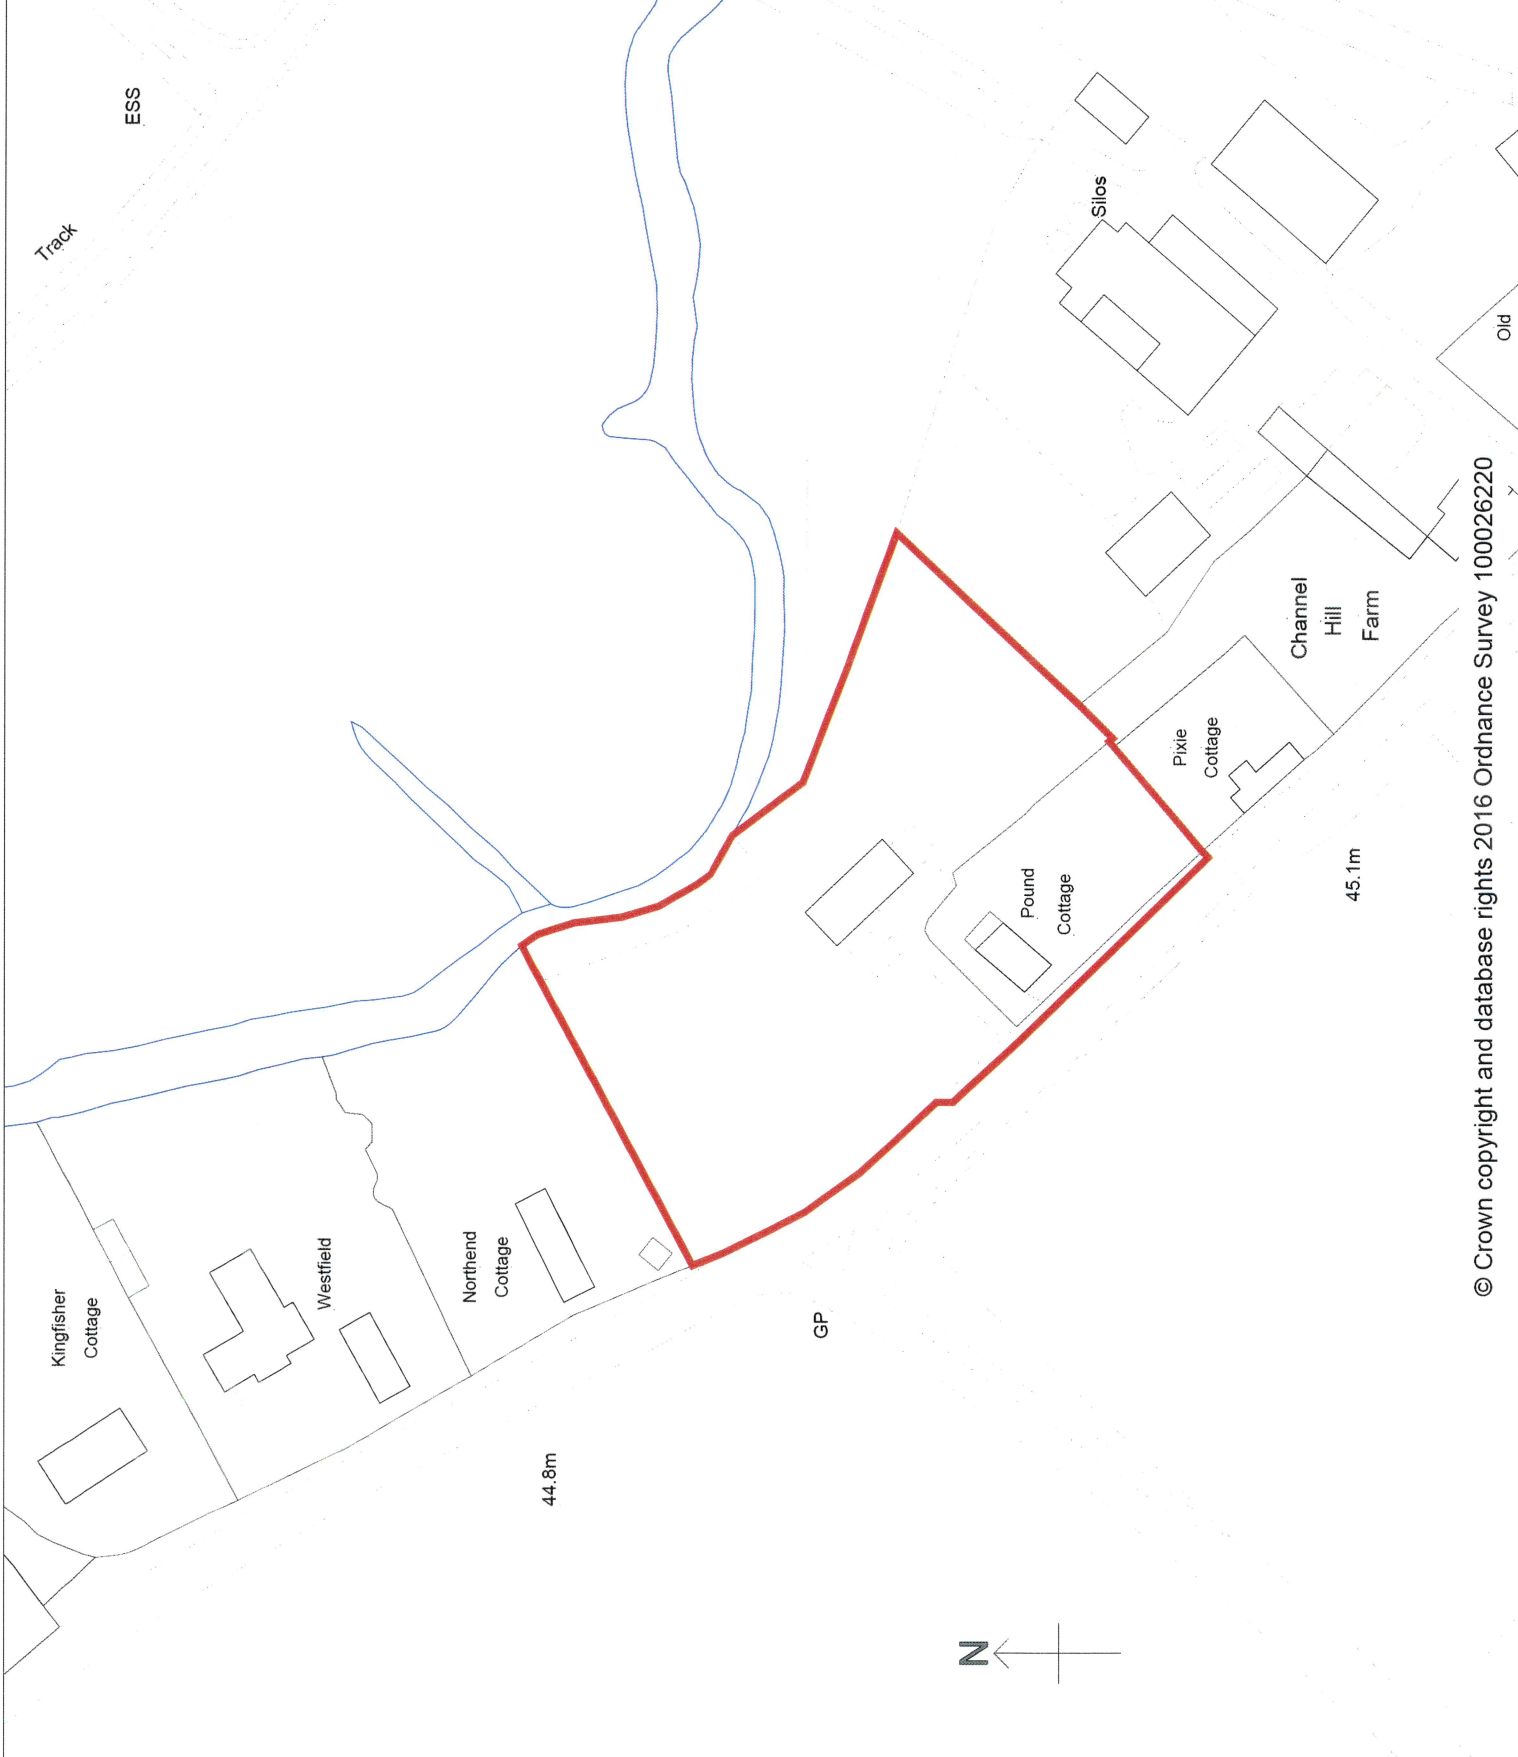 ESS
Track
Silos
Old
Channel
Hill
Farm
Pixie
Cottage
Pound
Cottage
45.1m
Northend
Cottage
Westfield
Kingfisher
Cottage
GP
44.8m
N
© Crown copyright and database rights 2016 Ordnance Survey 100026220